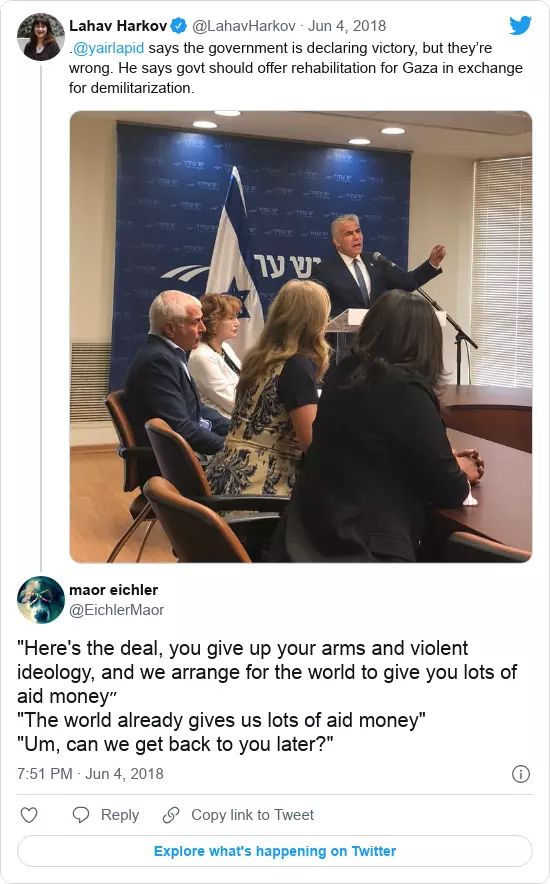 Lahav Harkov @LahavHarkov · Jun 4, 2018
.@yairlapid says the government is declaring victory, but they’re
wrong. He says govt should offer rehabilitation for Gaza in exchange
for demilitarization.
יש עת
maor eichler
@EichlerMaor
"Here's the deal, you give up your arms and violent
ideology, and we arrange for the world to give you lots of
aid money”
"The world already gives us lots of aid money"
"Um, can we get back to you later?"
7:51 PM · Jun 4, 2018
Reply
Copy link to Tweet
Explore what's happening on Twitter